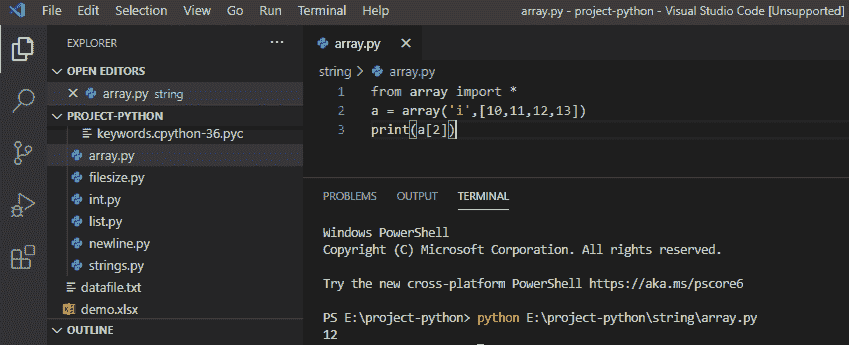 File Edit Selection View Go Run Terminal Help array.py - project-python - Visual Studio Code [Unsupported]
EXPLORER ···
OPEN EDITORS
array.py string
PROJECT-PYTHON
keywords.cpython-36.pyc
array.py
filesize.py
int.py
list.py
newline.py
strings.py
datafile.txt
demo.xlsx
OUTLINE
array.py
string > array.py
1 from array import *
2 a = array('i',[10,11,12,13])
3 print(a[2])
PROBLEMS OUTPUT TERMINAL
Windows PowerShell
Copyright (C) Microsoft Corporation. All rights reserved.
Try the new cross-platform PowerShell https://aka.ms/pscore6
PS E:\project-python> python E:\project-python\string\array.py
12